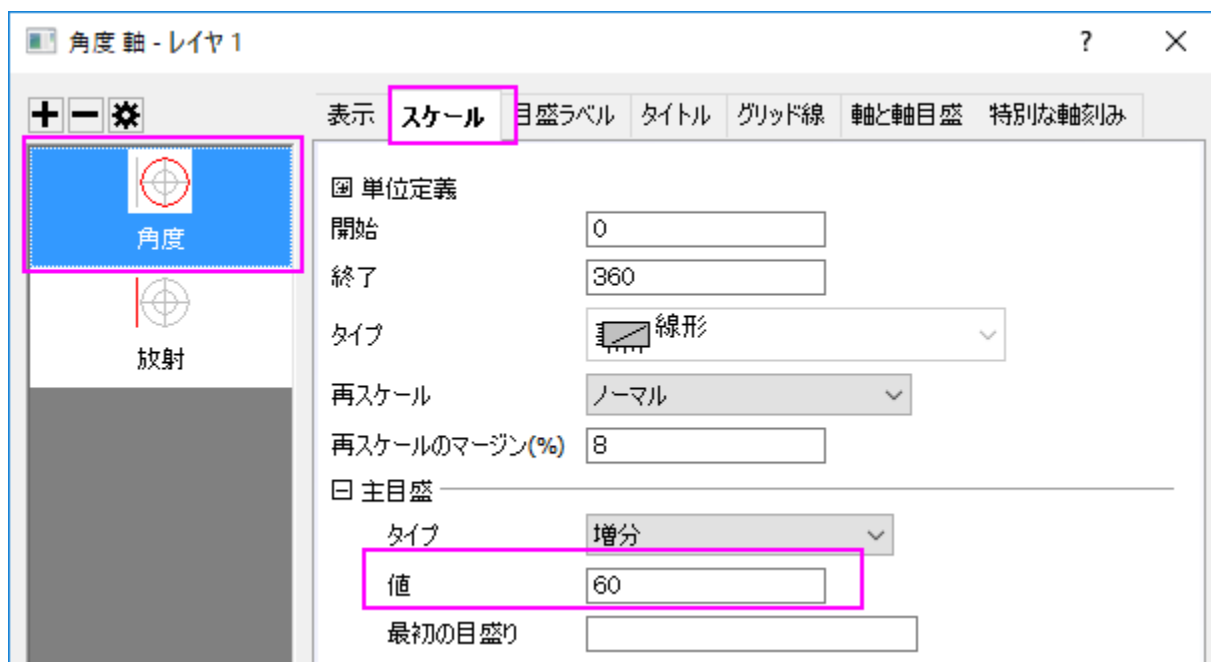 角度 軸 - レイヤ 1 ?
表示 スケール 目盛ラベル タイトル グリッド線 軸と軸目盛 特別な軸刻み
角度
放射
単位定義
開始 0
終了 360
タイプ 線形
再スケール ノーマル
再スケールのマージン(%) 8
主目盛
タイプ 増分
値 60
最初の目盛り